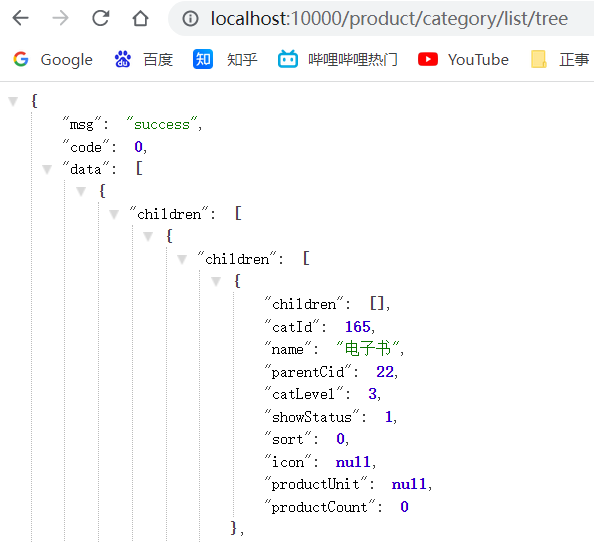 localhost:10000/product/category/list/tree
Google 百度 知 知乎 哔哩哔哩热门 YouTube 正事
{
"msg": "success",
"code": 0,
"data": [
{
"children": [
{
"children": [
{
"children": [],
"catId": 165,
"name": "电子书",
"parentCid": 22,
"catLevel": 3,
"showStatus": 1,
"sort": 0,
"icon": null,
"productUnit": null,
"productCount": 0
},